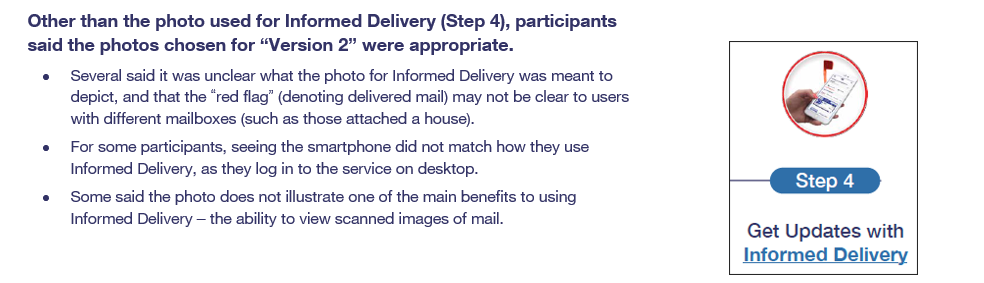 Other than the photo used for Informed Delivery (Step 4), participants
said the photos chosen for “Version 2” were appropriate.
• Several said it was unclear what the photo for Informed Delivery was meant to
depict, and that the “red flag” (denoting delivered mail) may not be clear to users
with different mailboxes (such as those attached a house).
• For some participants, seeing the smartphone did not match how they use
Informed Delivery, as they log in to the service on desktop.
• Some said the photo does not illustrate one of the main benefits to using
Informed Delivery – the ability to view scanned images of mail.
Step 4
Get Updates with
Informed Delivery